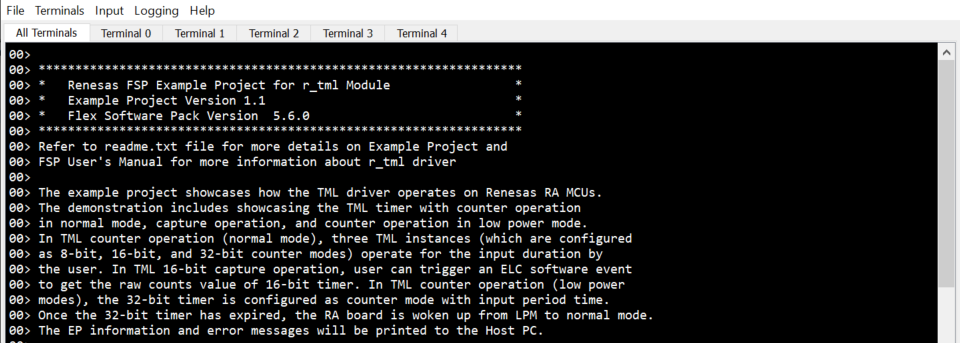 File Terminals Input Logging Help
All Terminals Terminal 0 Terminal 1 Terminal 2 Terminal 3 Terminal 4
00>
00> ******************************************************************
00> *   Renesas FSP Example Project for r_tml Module                 *
00> *   Example Project Version 1.1                                  *
00> *   Flex Software Pack Version  5.6.0                            *
00> ******************************************************************
00> Refer to readme.txt file for more details on Example Project and
00> FSP User's Manual for more information about r_tml driver
00>
00> The example project showcases how the TML driver operates on Renesas RA MCUs.
00> The demonstration includes showcasing the TML timer with counter operation
00> in normal mode, capture operation, and counter operation in low power mode.
00> In TML counter operation (normal mode), three TML instances (which are configured
00> as 8-bit, 16-bit, and 32-bit counter modes) operate for the input duration by
00> the user. In TML 16-bit capture operation, user can trigger an ELC software event
00> to get the raw counts value of 16-bit timer. In TML counter operation (low power
00> modes), the 32-bit timer is configured as counter mode with input period time.
00> Once the 32-bit timer has expired, the RA board is woken up from LPM to normal mode.
00> The EP information and error messages will be printed to the Host PC.